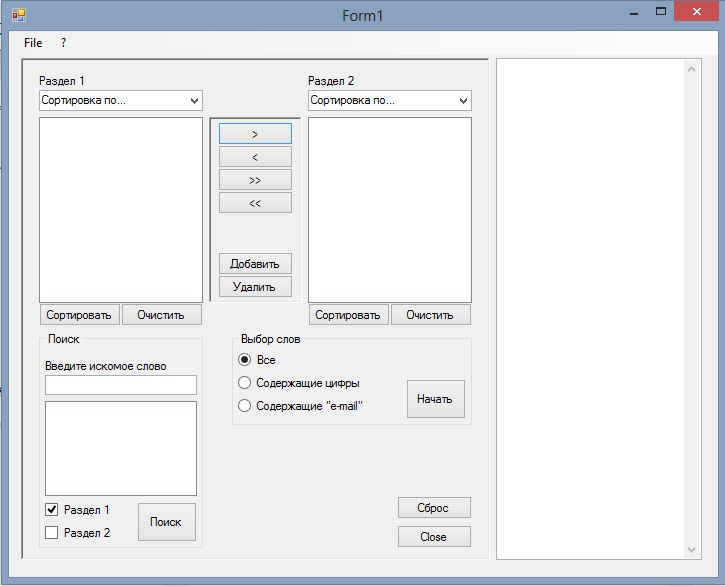 Form1
File ?
Раздел 1
Сортировка по...
Раздел 2
Сортировка по...
>
<
>>
<<
Добавить
Удалить
Сортировать Очистить
Сортировать Очистить
Поиск
Введите искомое слово
Раздел 1
Раздел 2
Поиск
Выбор слов
Все
Содержащие цифры
Содержащие "e-mail"
Начать
Сброс
Close